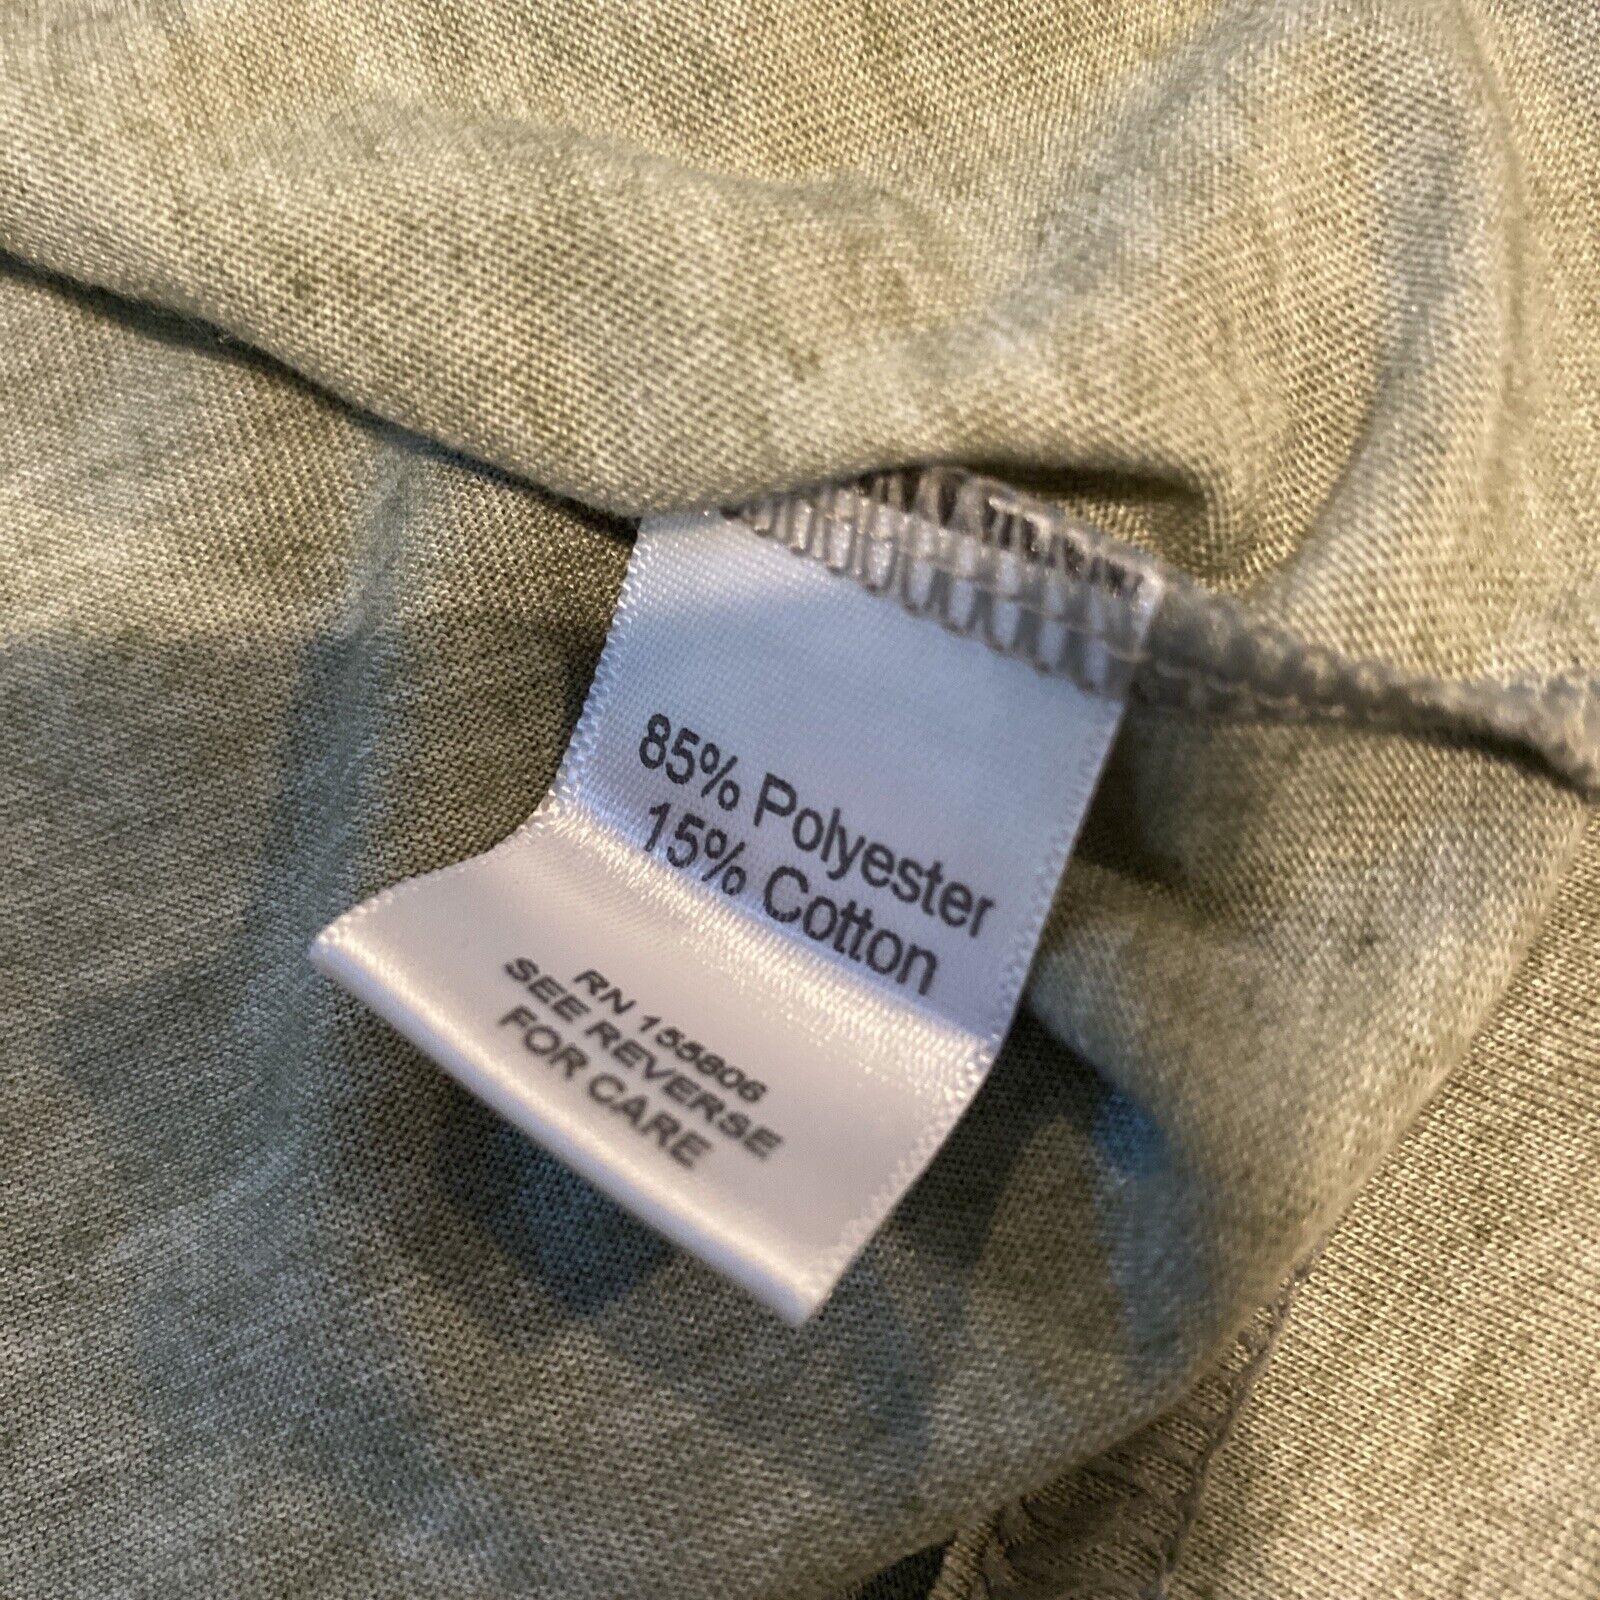 85% Polyester
15% Cotton
RN 155806
SEE REVERSE
FOR CARE